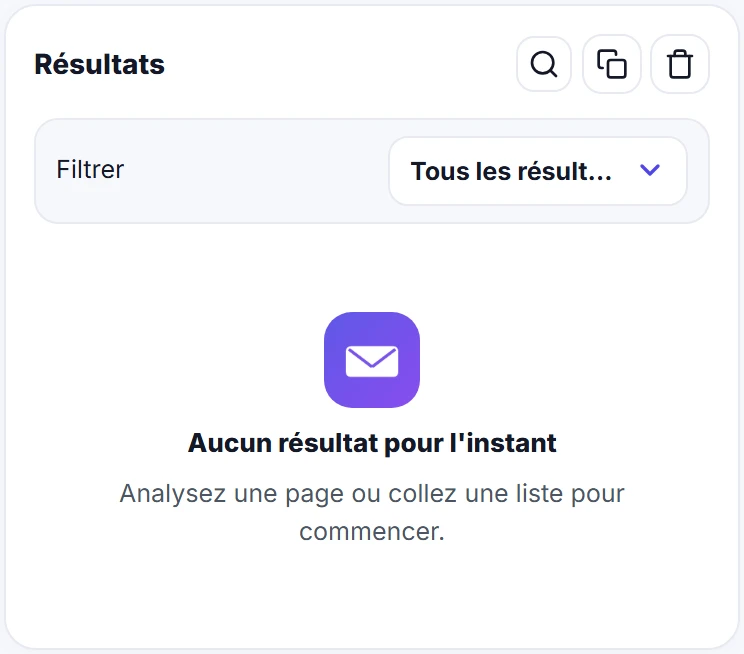 Résultats
Filtrer
Tous les résult...
Aucun résultat pour l'instant
Analysez une page ou collez une liste pour
commencer.